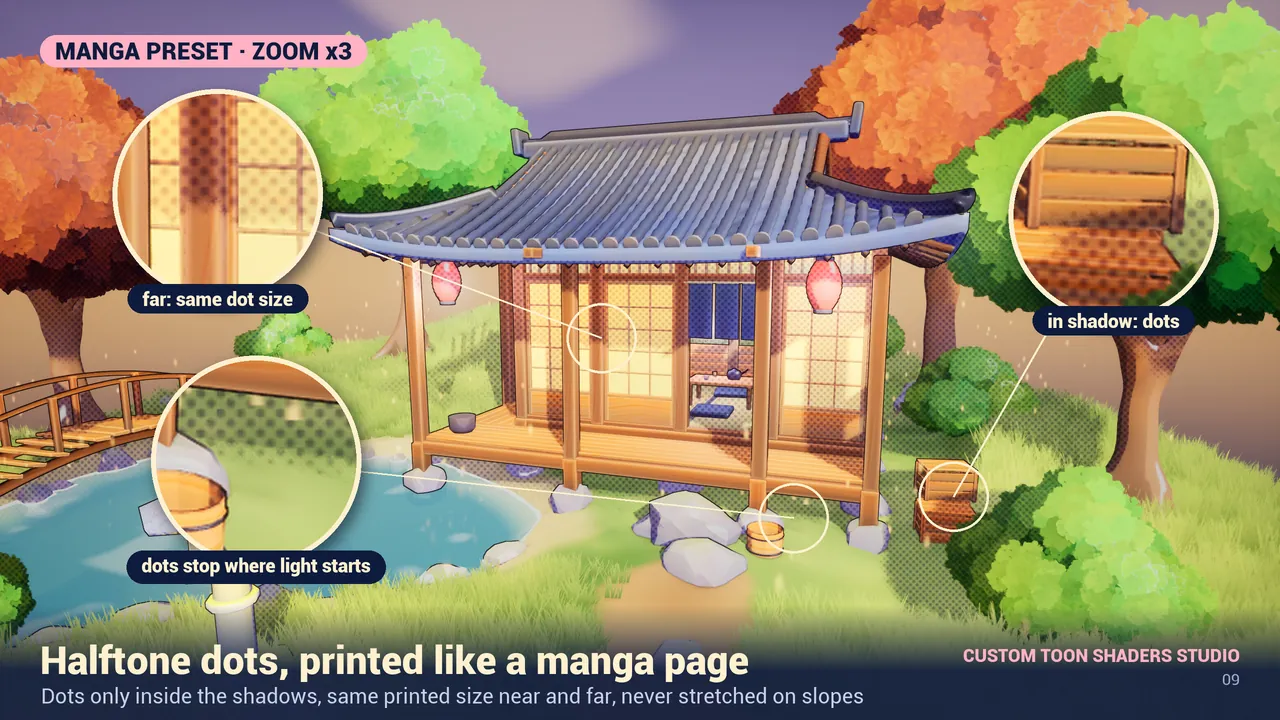 MANGA PRESET · ZOOM x3
far: same dot size
in shadow: dots
dots stop where light starts
Halftone dots, printed like a manga page
Dots only inside the shadows, same printed size near and far, never stretched on slopes
CUSTOM TOON SHADERS STUDIO
09